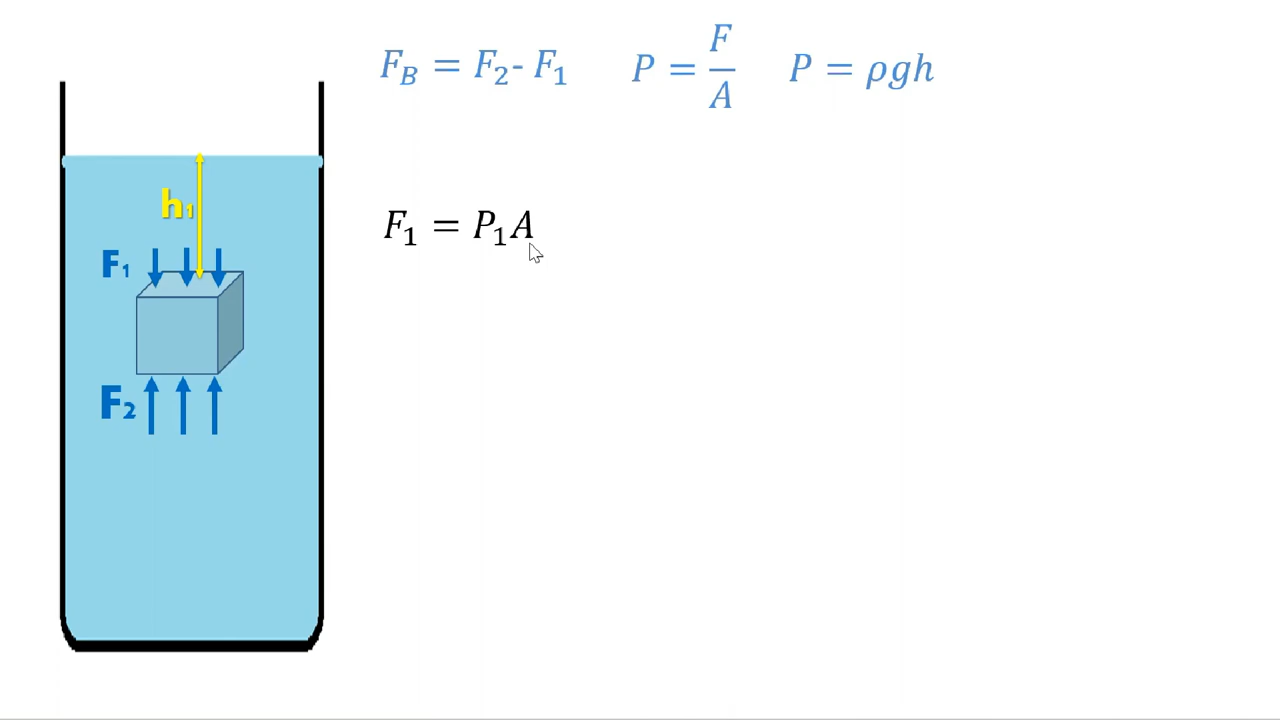 F_B = F_2 - F_1    P = F/A    P = ρgh
h₁
F₁ = P₁A
F₁
F₂